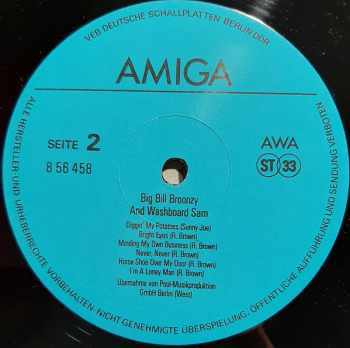 VEB DEUTSCHE SCHALLPLATTEN BERLIN DDR
AMIGA
SEITE 2
8 56 458
AWA
ST 33
Big Bill Broonzy
And Washboard Sam
Diggin' My Potatoes (Sonny Joe)
Bright Eyes (R. Brown)
Minding My Own Business (R. Brown)
Never, Never (R. Brown)
Horse Shoe Over My Door (R. Brown)
I'm A Loney Man (R. Brown)
Übernahme von Pool-Musikproduktion
GmbH Berlin (West)
ALLE HERSTELLER- UND URHEBERRECHTE VORBEHALTEN · NICHT GENEHMIGTE ÜBERSPIELUNG, ÖFFENTLICHE AUFFÜHRUNG UND SENDUNG VERBOTEN